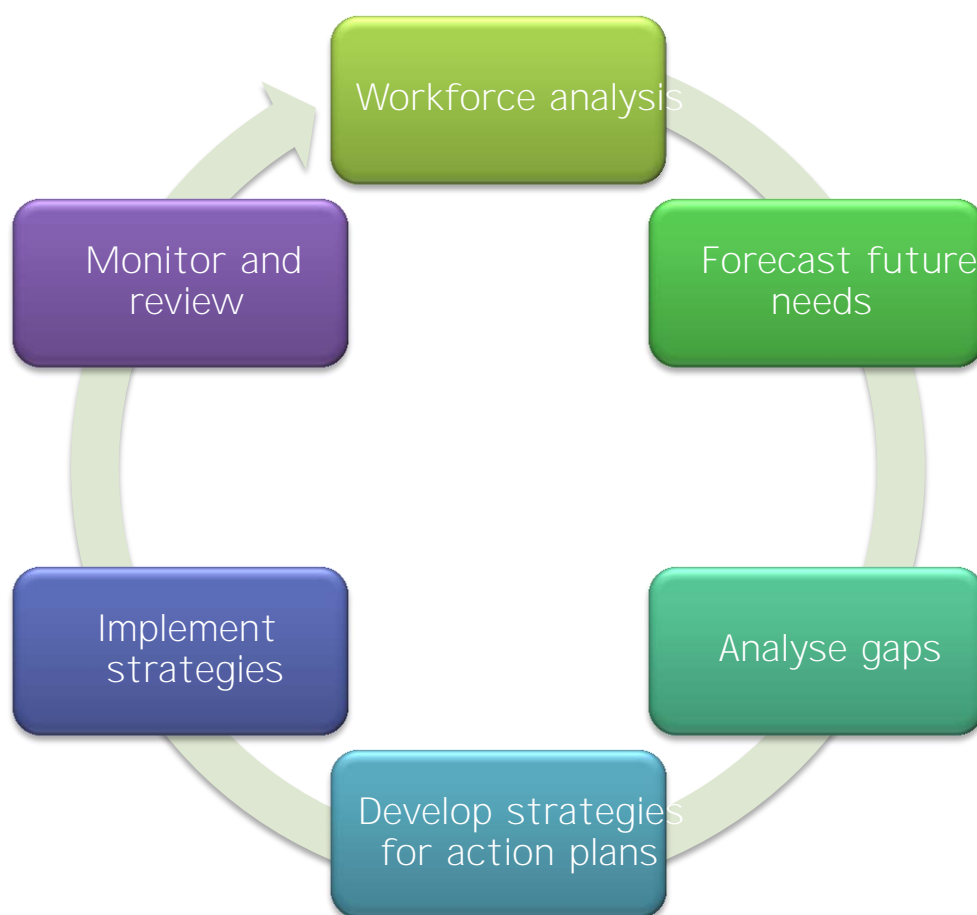 Workforce analysis
Forecast future
needs
Analyse gaps
Develop strategies
for action plans
Implement
strategies
Monitor and
review